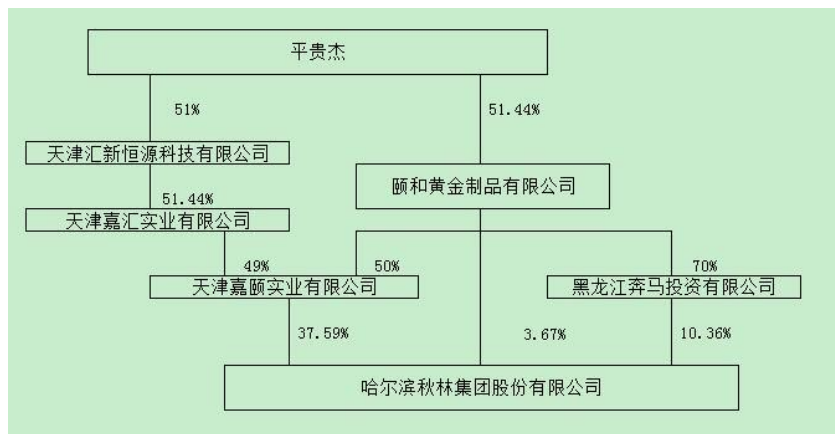 平贵杰
51%
51.44%
天津汇新恒源科技有限公司
颐和黄金制品有限公司
51.44%
天津嘉汇实业有限公司
49%
50%
70%
天津嘉颐实业有限公司
黑龙江奔马投资有限公司
37.59%
3.67%
10.36%
哈尔滨秋林集团股份有限公司